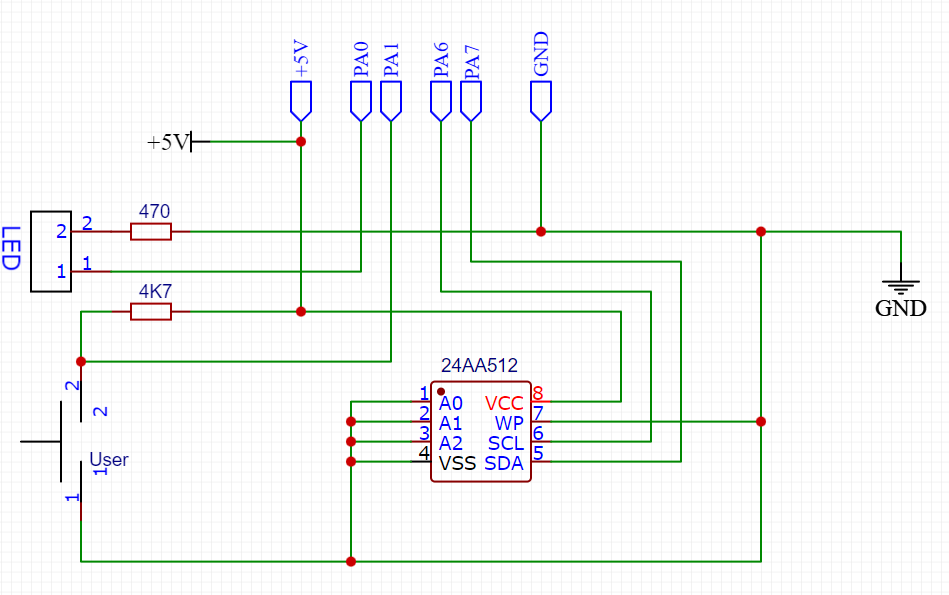 +5V
PA0
PA1
PA6
PA7
GND
+5V
LED
2
2
470
1
1
GND
4K7
24AA512
2
2
User
1
1
1
A0
VCC
8
2
A1
WP
7
3
A2
SCL
6
4
VSS
SDA
5